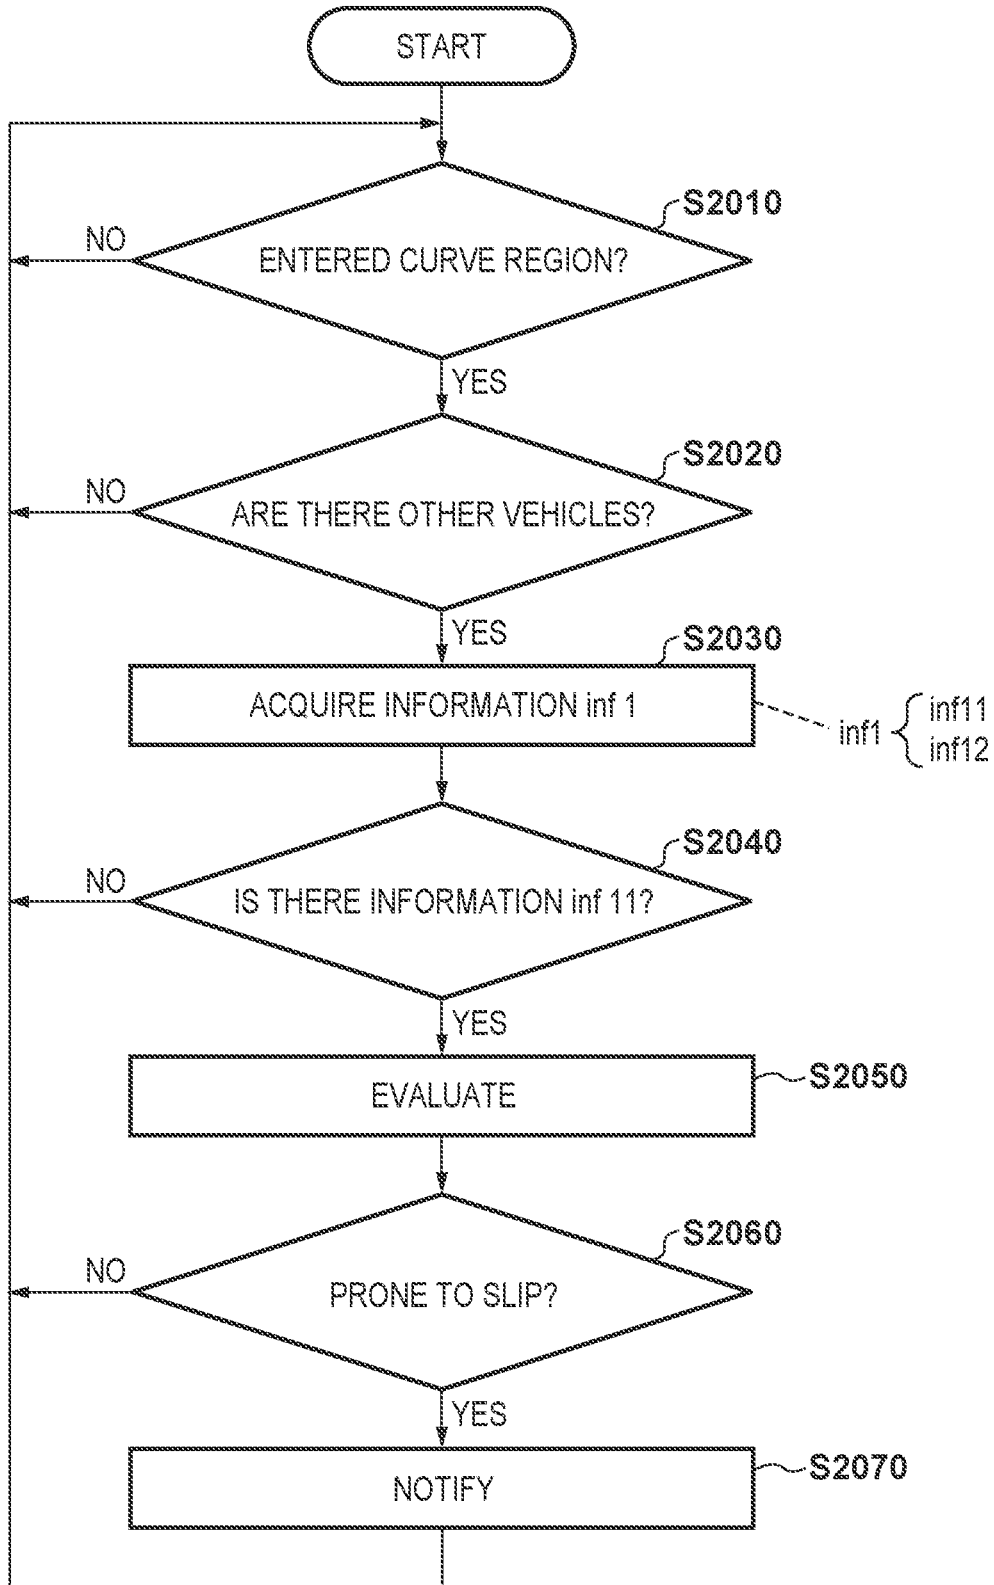 START
S2010
NO
ENTERED CURVE REGION?
YES
S2020
NO
ARE THERE OTHER VEHICLES?
YES
S2030
ACQUIRE INFORMATION inf 1
inf1
inf11
inf12
S2040
NO
IS THERE INFORMATION inf 11?
YES
S2050
EVALUATE
S2060
NO
PRONE TO SLIP?
YES
S2070
NOTIFY